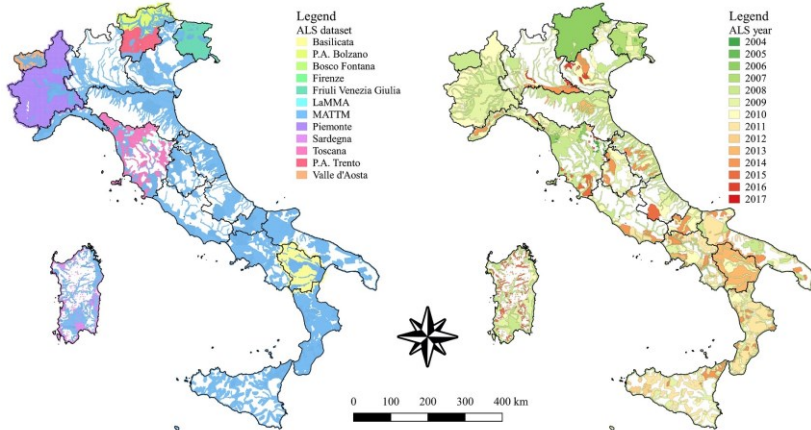 Legend
ALS dataset
Basilicata
P.A. Bolzano
Bosco Fontana
Firenze
Friuli Venezia Giulia
LaMMA
MATTM
Piemonte
Sardegna
Toscana
P.A. Trento
Valle d'Aosta
Legend
ALS year
2004
2005
2006
2007
2008
2009
2010
2011
2012
2013
2014
2015
2016
2017
0 100 200 300 400 km